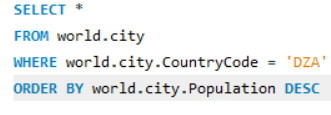 SELECT *
FROM world.city
WHERE world.city.CountryCode = 'DZA'
ORDER BY world.city.Population DESC